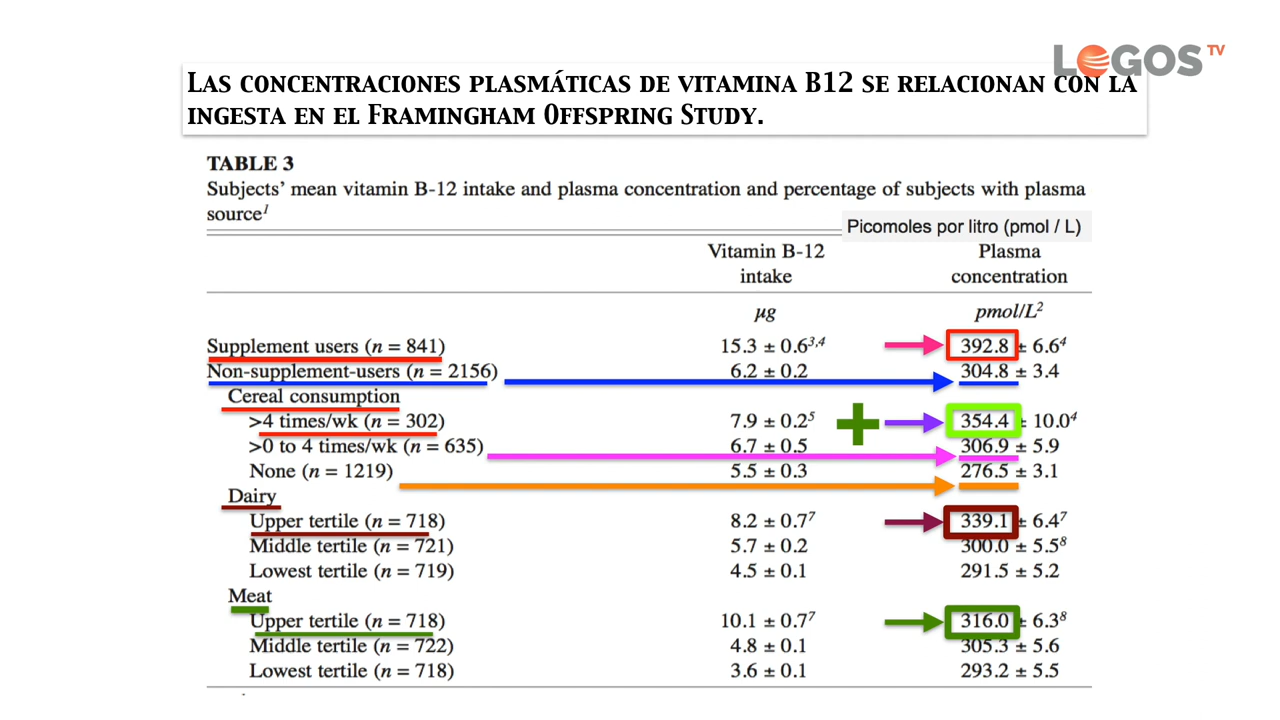 LOGOS TV
LAS CONCENTRACIONES PLASMÁTICAS DE VITAMINA B12 SE RELACIONAN CON LA
INGESTA EN EL FRAMINGHAM OFFSPRING STUDY.
TABLE 3
Subjects' mean vitamin B-12 intake and plasma concentration and percentage of subjects with plasma
source¹
Picomoles por litro (pmol / L)
Vitamin B-12 Plasma
intake concentration
µg pmol/L²
Supplement users (n = 841) 15.3 ± 0.6³,⁴ 392.8 ± 6.6⁴
Non-supplement-users (n = 2156) 6.2 ± 0.2 304.8 ± 3.4
Cereal consumption
>4 times/wk (n = 302) 7.9 ± 0.2⁵ 354.4 ± 10.0⁴
>0 to 4 times/wk (n = 635) 6.7 ± 0.5 306.9 ± 5.9
None (n = 1219) 5.5 ± 0.3 276.5 ± 3.1
Dairy
Upper tertile (n = 718) 8.2 ± 0.7⁷ 339.1 ± 6.4⁷
Middle tertile (n = 721) 5.7 ± 0.2 300.0 ± 5.5⁸
Lowest tertile (n = 719) 4.5 ± 0.1 291.5 ± 5.2
Meat
Upper tertile (n = 718) 10.1 ± 0.7⁷ 316.0 ± 6.3⁸
Middle tertile (n = 722) 4.8 ± 0.1 305.3 ± 5.6
Lowest tertile (n = 718) 3.6 ± 0.1 293.2 ± 5.5